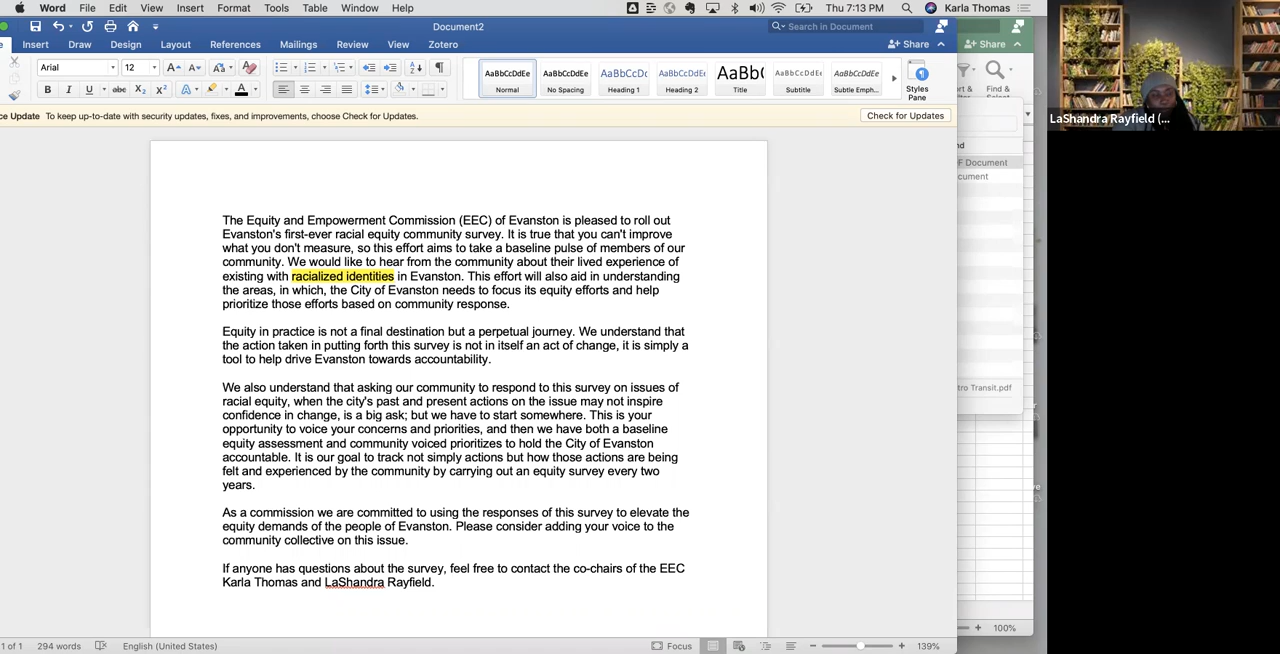 Word File Edit View Insert Format Tools Table Window Help Thu 7:13 PM Karla Thomas
Document2
Search in Document
Insert Draw Design Layout References Mailings Review View Zotero Share Share
Arial 12
AaBbCcDdEe AaBbCcDdEe AaBbCcDc AaBbCcDdEe AaBb( AaBbCcDdEe AaBbCcDdEe
Normal No Spacing Heading 1 Heading 2 Title Subtitle Subtle Emph... Styles Pane
Find &
ce Update To keep up-to-date with security updates, fixes, and improvements, choose Check for Updates. Check for Updates
LaShandra Rayfield (...
F Document
cument
The Equity and Empowerment Commission (EEC) of Evanston is pleased to roll out
Evanston's first-ever racial equity community survey. It is true that you can't improve
what you don't measure, so this effort aims to take a baseline pulse of members of our
community. We would like to hear from the community about their lived experience of
existing with racialized identities in Evanston. This effort will also aid in understanding
the areas, in which, the City of Evanston needs to focus its equity efforts and help
prioritize those efforts based on community response.
Equity in practice is not a final destination but a perpetual journey. We understand that
the action taken in putting forth this survey is not in itself an act of change, it is simply a
tool to help drive Evanston towards accountability.
We also understand that asking our community to respond to this survey on issues of
racial equity, when the city's past and present actions on the issue may not inspire
confidence in change, is a big ask; but we have to start somewhere. This is your
opportunity to voice your concerns and priorities, and then we have both a baseline
equity assessment and community voiced prioritizes to hold the City of Evanston
accountable. It is our goal to track not simply actions but how those actions are being
felt and experienced by the community by carrying out an equity survey every two
years.
As a commission we are committed to using the responses of this survey to elevate the
equity demands of the people of Evanston. Please consider adding your voice to the
community collective on this issue.
If anyone has questions about the survey, feel free to contact the co-chairs of the EEC
Karla Thomas and LaShandra Rayfield.
tro Transit.pdf
100%
1 of 1 294 words English (United States) Focus 139%